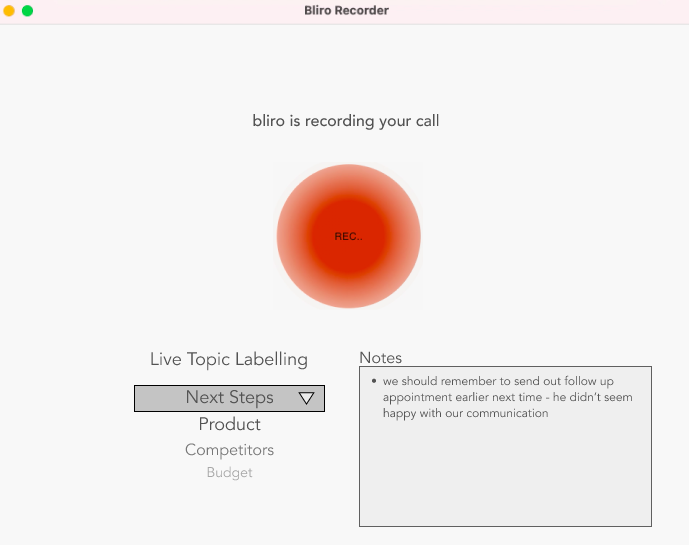 Bliro Recorder
bliro is recording your call
REC..
Live Topic Labelling
Next Steps
Product
Competitors
Budget
Notes
• we should remember to send out follow up
appointment earlier next time - he didn't seem
happy with our communication